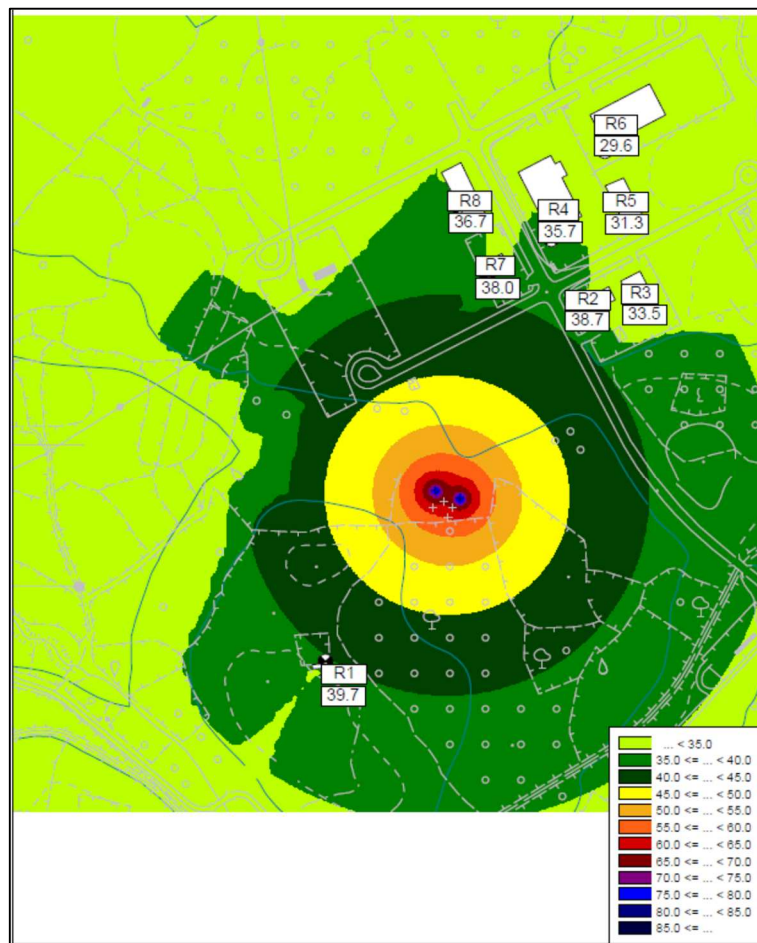 R6
29.6
R8
36.7
R4
35.7
R5
31.3
R7
38.0
R2
38.7
R3
33.5
R1
39.7
... < 35.0
35.0 <= ... < 40.0
40.0 <= ... < 45.0
45.0 <= ... < 50.0
50.0 <= ... < 55.0
55.0 <= ... < 60.0
60.0 <= ... < 65.0
65.0 <= ... < 70.0
70.0 <= ... < 75.0
75.0 <= ... < 80.0
80.0 <= ... < 85.0
85.0 <= ...